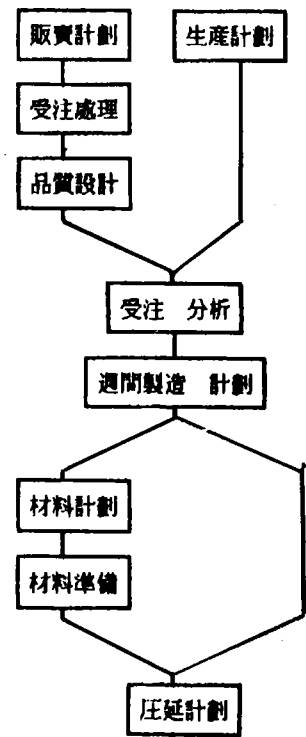 販賣計劃
生産計劃
受注處理
品質設計
受注 分析
週間製造 計劃
材料計劃
材料準備
圧延計劃